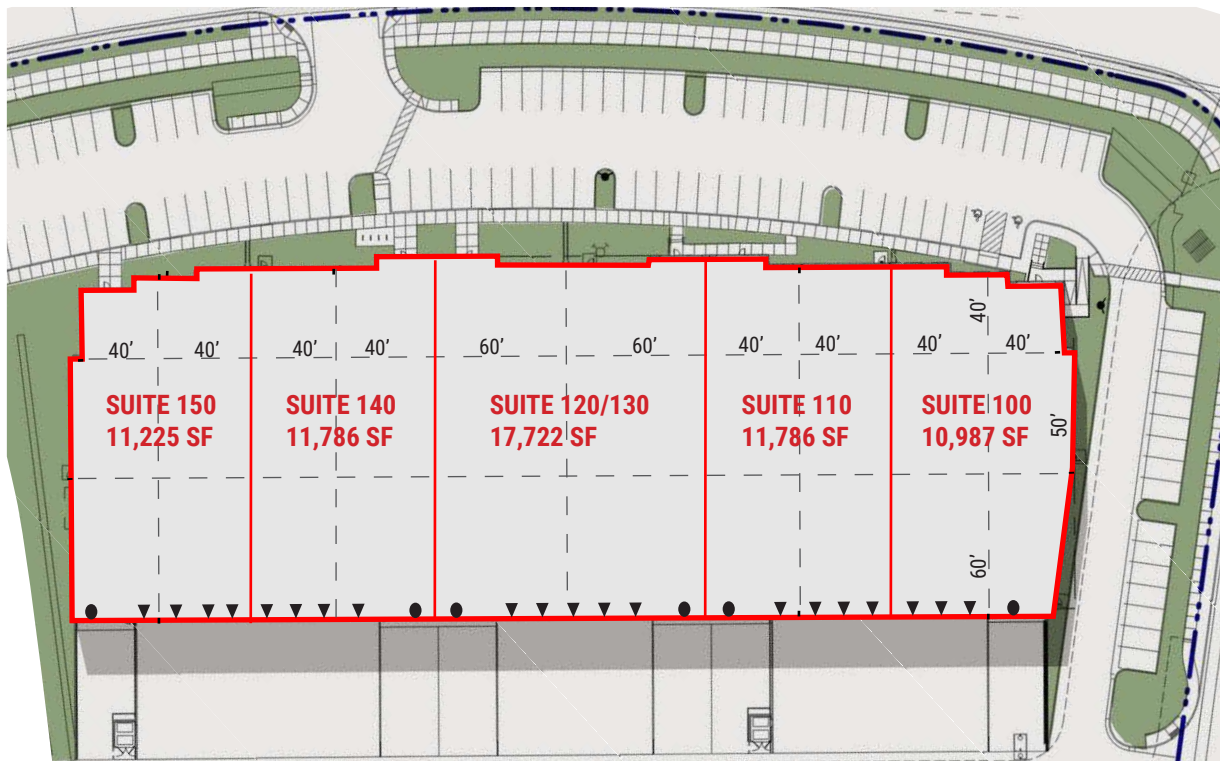 40'
40' 40' 40' 40' 60' 60' 40' 40' 40' 40'
SUITE 150
11,225 SF
SUITE 140
11,786 SF
SUITE 120/130
17,722 SF
SUITE 110
11,786 SF
SUITE 100
10,987 SF
50'
60'